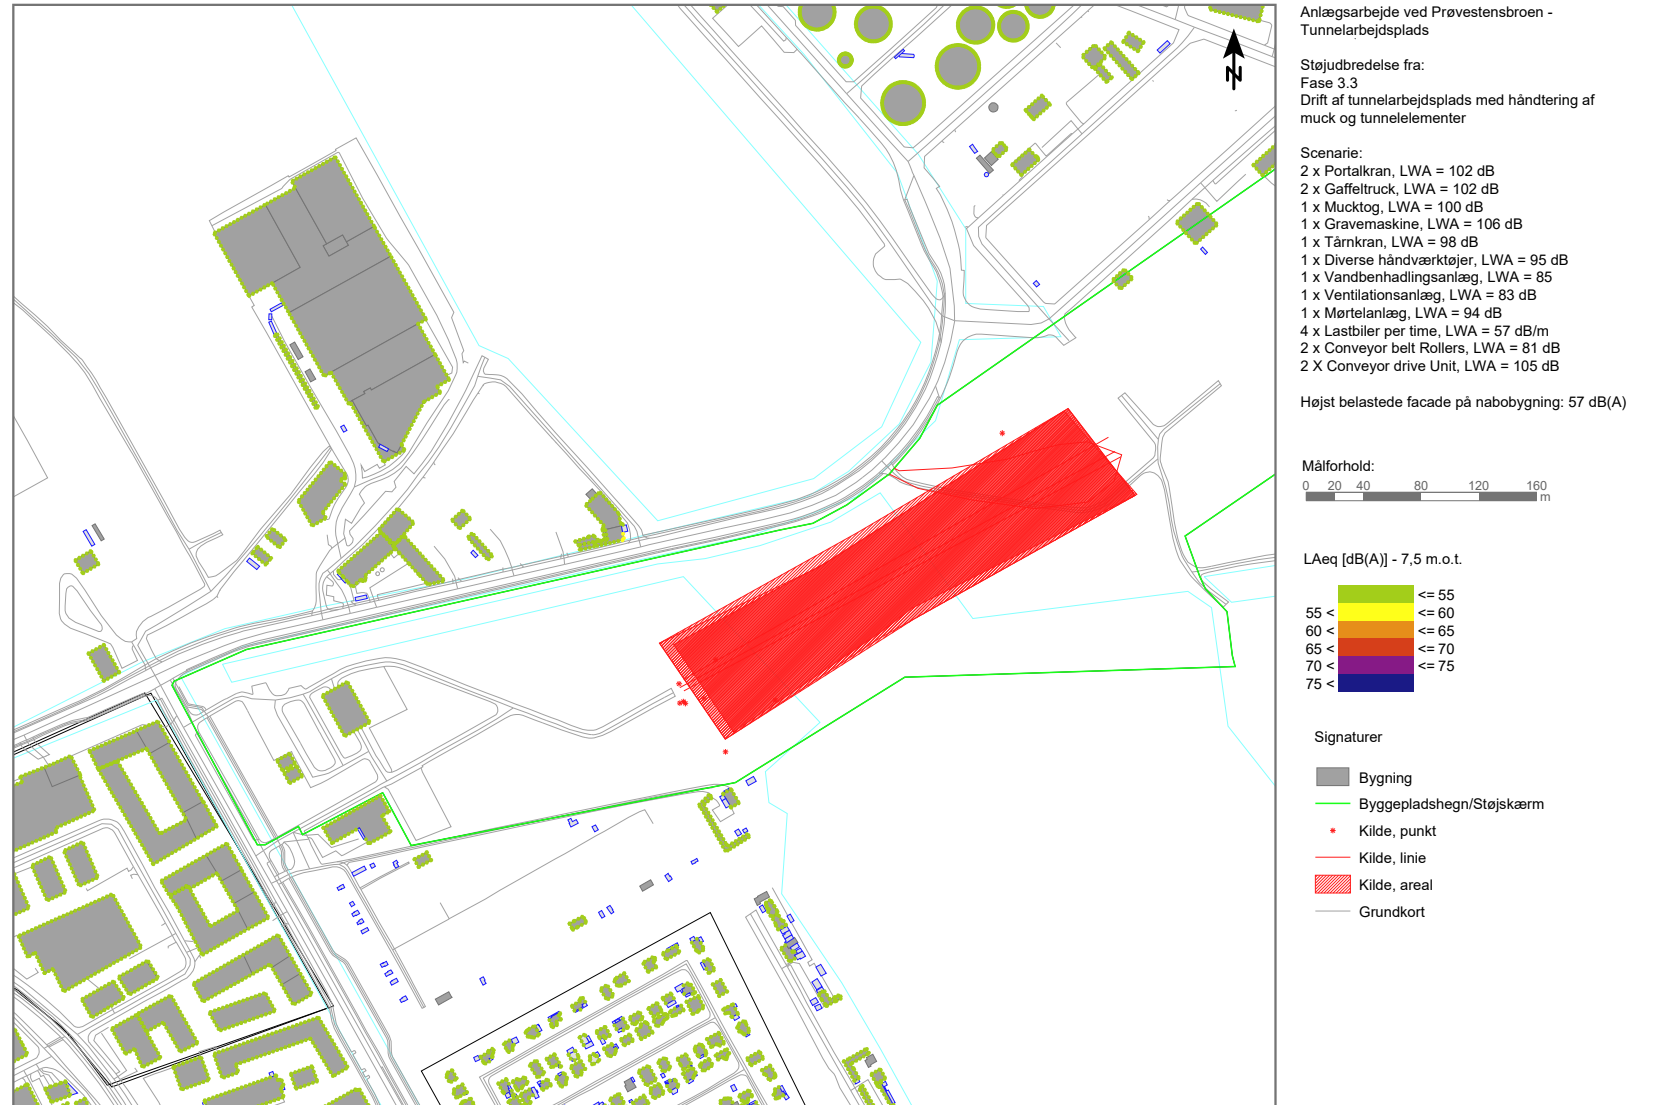 Anlægsarbejde ved Prøvestensbroen -
Tunnelarbejdsplads
Støjudbredelse fra:
Fase 3.3
Drift af tunnelarbejdsplads med håndtering af
muck og tunnelelementer
Scenarie:
2 x Portalkran, LWA = 102 dB
2 x Gaffeltruck, LWA = 102 dB
1 x Mucktog, LWA = 100 dB
1 x Gravemaskine, LWA = 106 dB
1 x Tårnkran, LWA = 98 dB
1 x Diverse håndværktøjer, LWA = 95 dB
1 x Vandbenhadlingsanlæg, LWA = 85
1 x Ventilationsanlæg, LWA = 83 dB
1 x Mørtelanlæg, LWA = 94 dB
4 x Lastbiler per time, LWA = 57 dB/m
2 x Conveyor belt Rollers, LWA = 81 dB
2 X Conveyor drive Unit, LWA = 105 dB
Højst belastede facade på nabobygning: 57 dB(A)
Målforhold:
0 20 40 80 120 160
m
LAeq [dB(A)] - 7,5 m.o.t.
<= 55
55 < <= 60
60 < <= 65
65 < <= 70
70 < <= 75
75 <
Signaturer
Bygning
Byggepladshegn/Støjskærm
Kilde, punkt
Kilde, linie
Kilde, areal
Grundkort
N